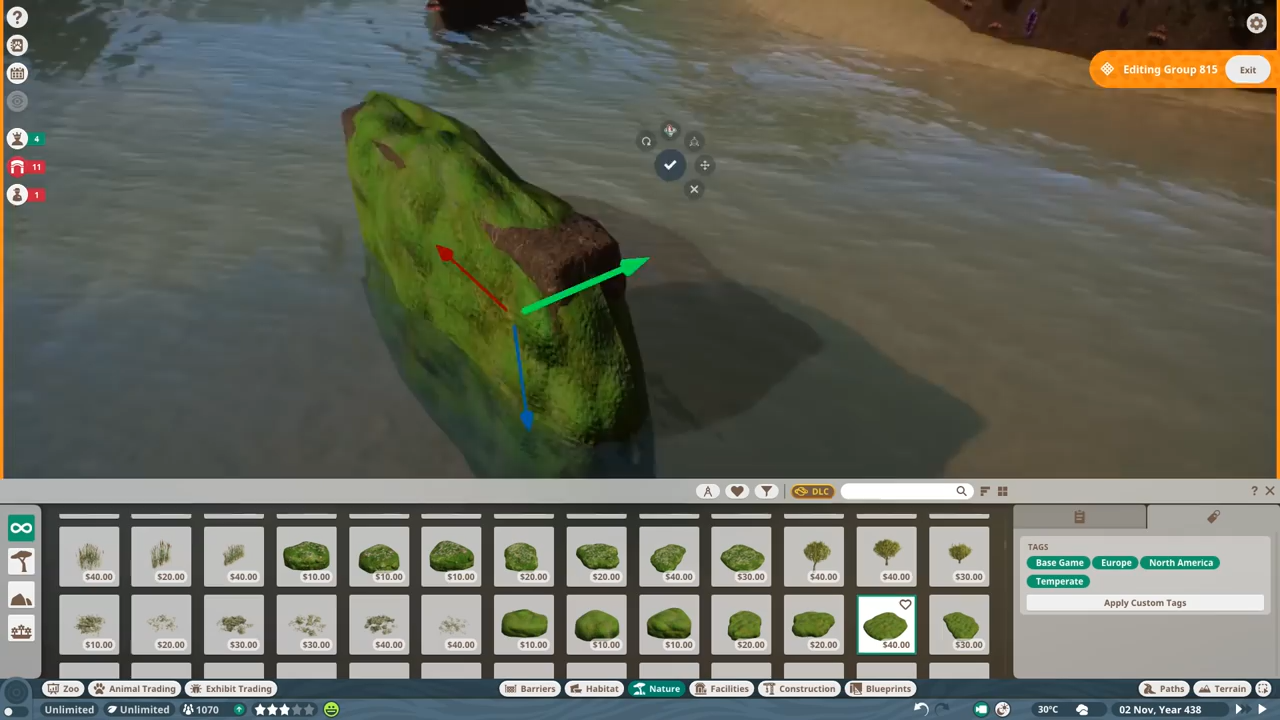 ?
Editing Group 815
Exit
4
11
1
DLC
?
$40.00 $20.00 $40.00 $10.00 $10.00 $10.00 $20.00 $20.00 $40.00 $30.00 $40.00 $40.00 $30.00
$10.00 $20.00 $30.00 $30.00 $40.00 $40.00 $10.00 $10.00 $10.00 $20.00 $20.00 $40.00 $30.00
TAGS
Base Game Europe North America
Temperate
Apply Custom Tags
Zoo Animal Trading Exhibit Trading Barriers Habitat Nature Facilities Construction Blueprints Paths Terrain
Unlimited Unlimited 1070 30°C 02 Nov, Year 438